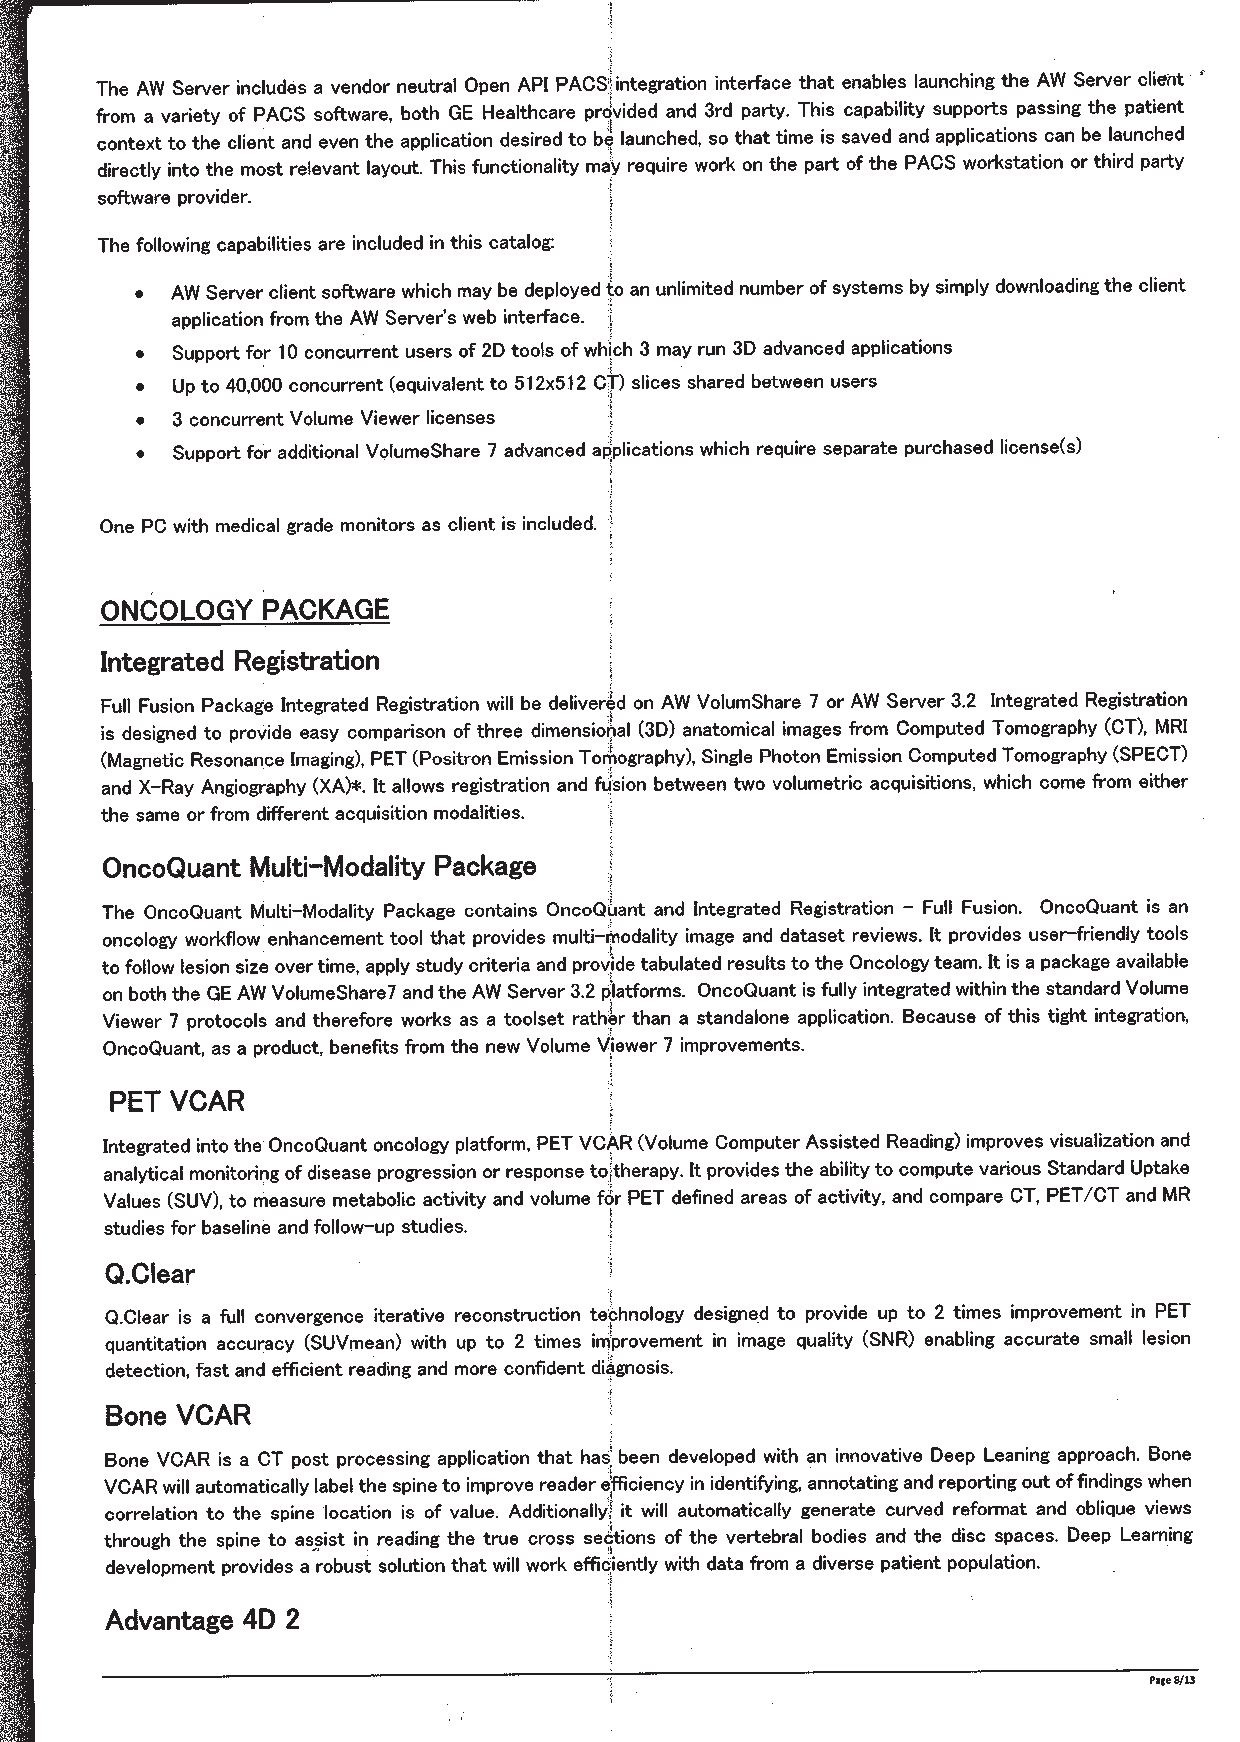 The AW Server includes a vendor neutral Open API PACS integration interface that enables launching the AW Server client
from a variety of PACS software, both GE Healthcare provided and 3rd party. This capability supports passing the patient
context to the client and even the application desired to be launched, so that time is saved and applications can be launched
directly into the most relevant layout. This functionality may require work on the part of the PACS workstation or third party
software provider.
The following capabilities are included in this catalog:
• AW Server client software which may be deployed to an unlimited number of systems by simply downloading the client
application from the AW Server's web interface.
• Support for 10 concurrent users of 2D tools of which 3 may run 3D advanced applications
• Up to 40,000 concurrent (equivalent to 512x512 CT) slices shared between users
• 3 concurrent Volume Viewer licenses
• Support for additional VolumeShare 7 advanced applications which require separate purchased license(s)
One PC with medical grade monitors as client is included.
ONCOLOGY PACKAGE
Integrated Registration
Full Fusion Package Integrated Registration will be delivered on AW VolumShare 7 or AW Server 3.2 Integrated Registration
is designed to provide easy comparison of three dimensional (3D) anatomical images from Computed Tomography (CT), MRI
(Magnetic Resonance Imaging), PET (Positron Emission Tomography), Single Photon Emission Computed Tomography (SPECT)
and X-Ray Angiography (XA)*. It allows registration and fusion between two volumetric acquisitions, which come from either
the same or from different acquisition modalities.
OncoQuant Multi-Modality Package
The OncoQuant Multi-Modality Package contains OncoQuant and Integrated Registration - Full Fusion. OncoQuant is an
oncology workflow enhancement tool that provides multi-modality image and dataset reviews. It provides user-friendly tools
to follow lesion size over time, apply study criteria and provide tabulated results to the Oncology team. It is a package available
on both the GE AW VolumeShare7 and the AW Server 3.2 platforms. OncoQuant is fully integrated within the standard Volume
Viewer 7 protocols and therefore works as a toolset rather than a standalone application. Because of this tight integration,
OncoQuant, as a product, benefits from the new Volume Viewer 7 improvements.
PET VCAR
Integrated into the OncoQuant oncology platform, PET VCAR (Volume Computer Assisted Reading) improves visualization and
analytical monitoring of disease progression or response to therapy. It provides the ability to compute various Standard Uptake
Values (SUV), to measure metabolic activity and volume for PET defined areas of activity, and compare CT, PET/CT and MR
studies for baseline and follow-up studies.
Q.Clear
Q.Clear is a full convergence iterative reconstruction technology designed to provide up to 2 times improvement in PET
quantitation accuracy (SUVmean) with up to 2 times improvement in image quality (SNR) enabling accurate small lesion
detection, fast and efficient reading and more confident diagnosis.
Bone VCAR
Bone VCAR is a CT post processing application that has been developed with an innovative Deep Leaning approach. Bone
VCAR will automatically label the spine to improve reader efficiency in identifying, annotating and reporting out of findings when
correlation to the spine location is of value. Additionally, it will automatically generate curved reformat and oblique views
through the spine to assist in reading the true cross sections of the vertebral bodies and the disc spaces. Deep Learning
development provides a robust solution that will work efficiently with data from a diverse patient population.
Advantage 4D 2
Page 8/13